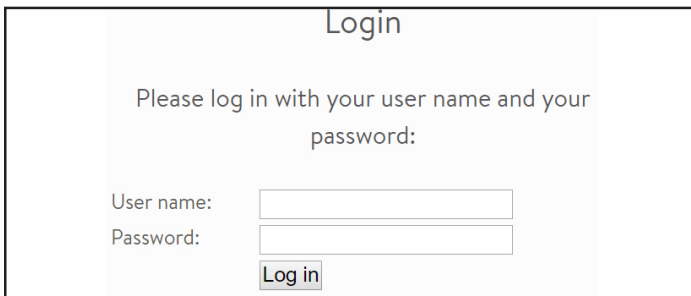 Login
Please log in with your user name and your
password:
User name:
Password:
Log in